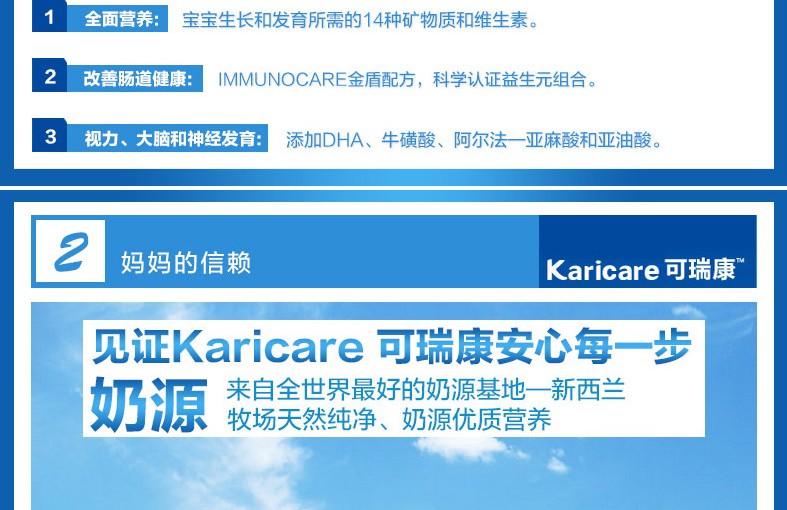 1 全面营养: 宝宝生长和发育所需的14种矿物质和维生素。
2 改善肠道健康: IMMUNOCARE金盾配方，科学认证益生元组合。
3 视力、大脑和神经发育: 添加DHA、牛磺酸、阿尔法一亚麻酸和亚油酸。
2 妈妈的信赖
Karicare 可瑞康™
见证Karicare 可瑞康安心每一步
奶源
来自全世界最好的奶源基地—新西兰
牧场天然纯净、奶源优质营养